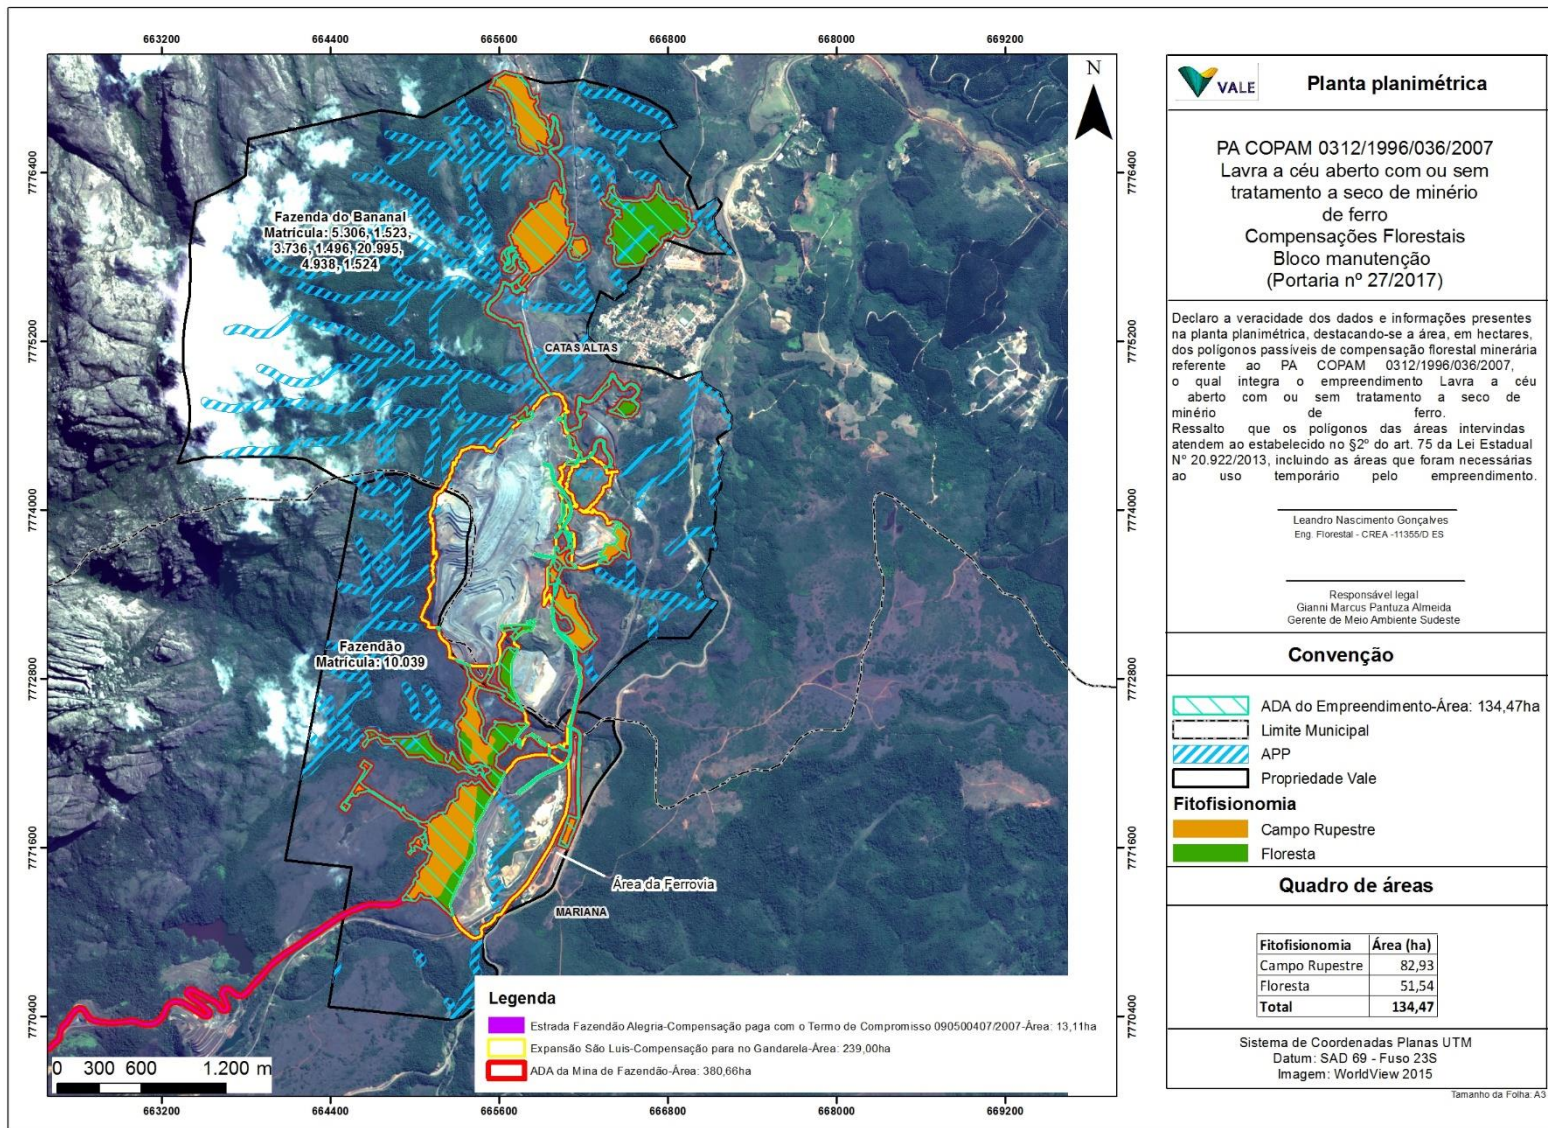 663200
664400
665600
666800
668000
669200
7776400
7775200
7774000
7772800
7771600
7770400
7776400
7775200
7774000
7772800
7771600
7770400
N
Fazenda do Bananal
Matrícula: 5.306, 1.523,
3.736, 1.496, 20.995,
4.938, 1.524
CATAS ALTAS
Fazendão
Matrícula: 10.039
Área da Ferrovia
MARIANA
Legenda
Estrada Fazendão Alegria-Compensação paga com o Termo de Compromisso 090500407/2007-Área: 13,11ha
Expansão São Luis-Compensação para no Gandarela-Área: 239,00ha
ADA da Mina de Fazendão-Área: 380,66ha
0 300 600 1.200 m
663200
664400
665600
666800
668000
669200
VALE
Planta planimétrica
PA COPAM 0312/1996/036/2007
Lavra a céu aberto com ou sem
tratamento a seco de minério
de ferro
Compensações Florestais
Bloco manutenção
(Portaria nº 27/2017)
Declaro a veracidade dos dados e informações presentes
na planta planimétrica, destacando-se a área, em hectares,
dos polígonos passíveis de compensação florestal minerária
referente ao PA COPAM 0312/1996/036/2007,
o qual integra o empreendimento Lavra a céu
aberto com ou sem tratamento a seco de
minério de ferro.
Ressalto que os polígonos das áreas intervindas
atendem ao estabelecido no §2º do art. 75 da Lei Estadual
Nº 20.922/2013, incluindo as áreas que foram necessárias
ao uso temporário pelo empreendimento.
Leandro Nascimento Gonçalves
Eng. Florestal - CREA -11355/D ES
Responsável legal
Gianni Marcus Pantuza Almeida
Gerente de Meio Ambiente Sudeste
Convenção
ADA do Empreendimento-Área: 134,47ha
Limite Municipal
APP
Propriedade Vale
Fitofisionomia
Campo Rupestre
Floresta
Quadro de áreas
Fitofisionomia Área (ha)
Campo Rupestre 82,93
Floresta 51,54
Total 134,47
Sistema de Coordenadas Planas UTM
Datum: SAD 69 - Fuso 23S
Imagem: WorldView 2015
Tamanho da Folha: A3